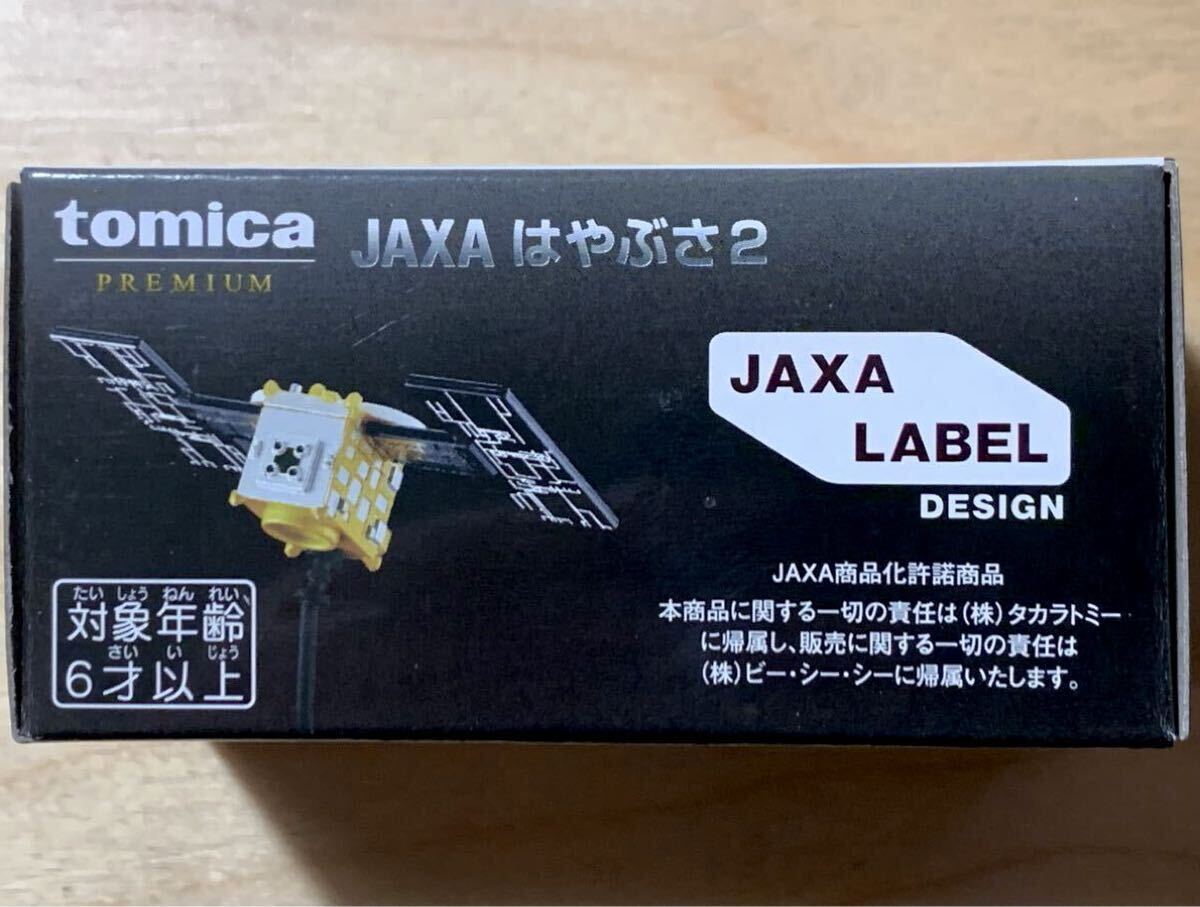 tomica
PREMIUM
JAXA はやぶさ2
JAXA
LABEL
DESIGN
JAXA商品化許諾商品
本商品に関する一切の責任は(株)タカラトミー
に帰属し、販売に関する一切の責任は
(株)ビー・シー・シーに帰属いたします。
たいしょうねんれい
対象年齢
さいいじょう
6才以上